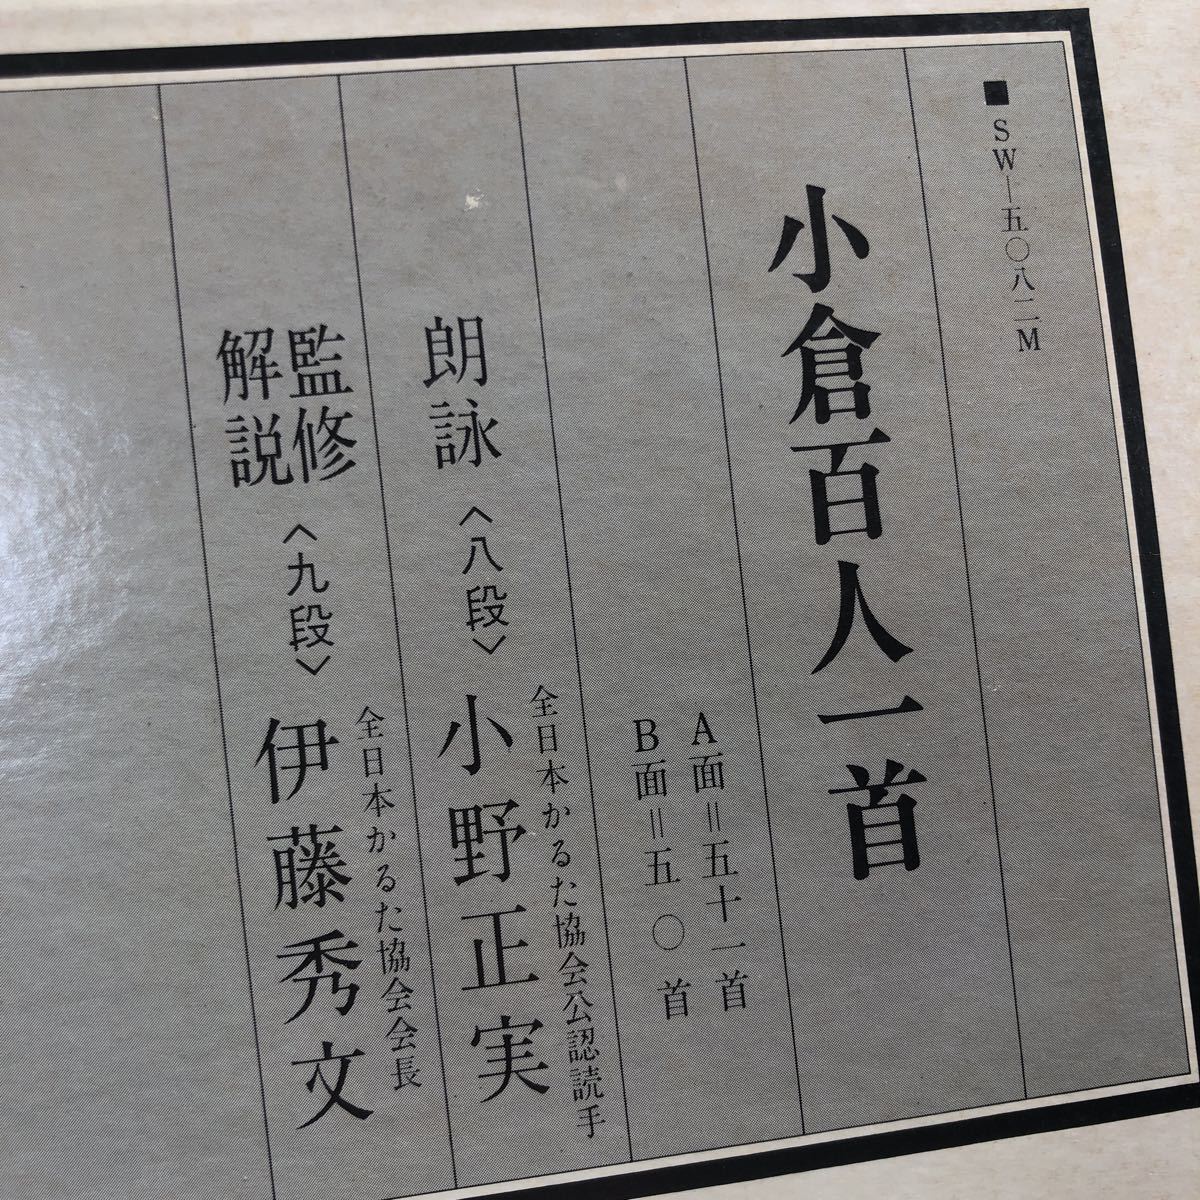 ■SW―五〇八二M
小倉百人一首
A面=五十一首
B面=五〇首
全日本かるた協会公認読手
朗詠〈八段〉小野正実
全日本かるた協会会長
監修
解説
〈九段〉伊藤秀文